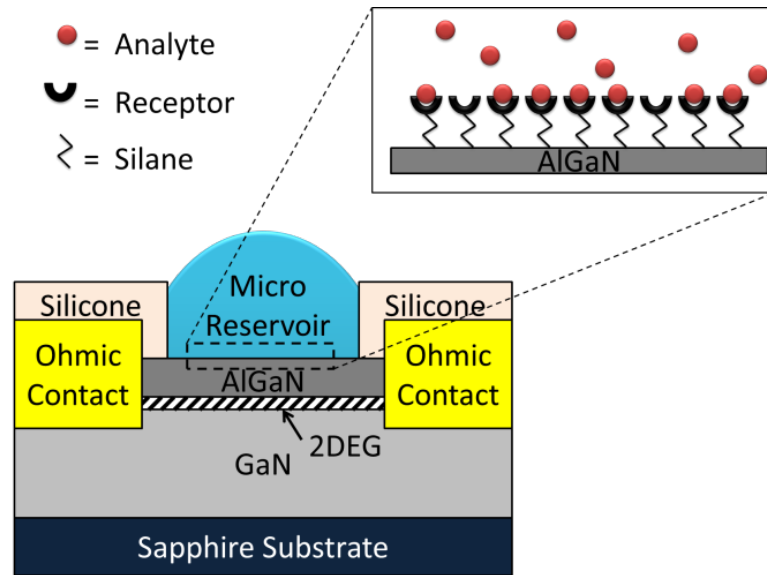 = Analyte
= Receptor
= Silane
AlGaN
Silicone
Micro
Reservoir
Silicone
Ohmic
Contact
AlGaN
Ohmic
Contact
2DEG
GaN
Sapphire Substrate